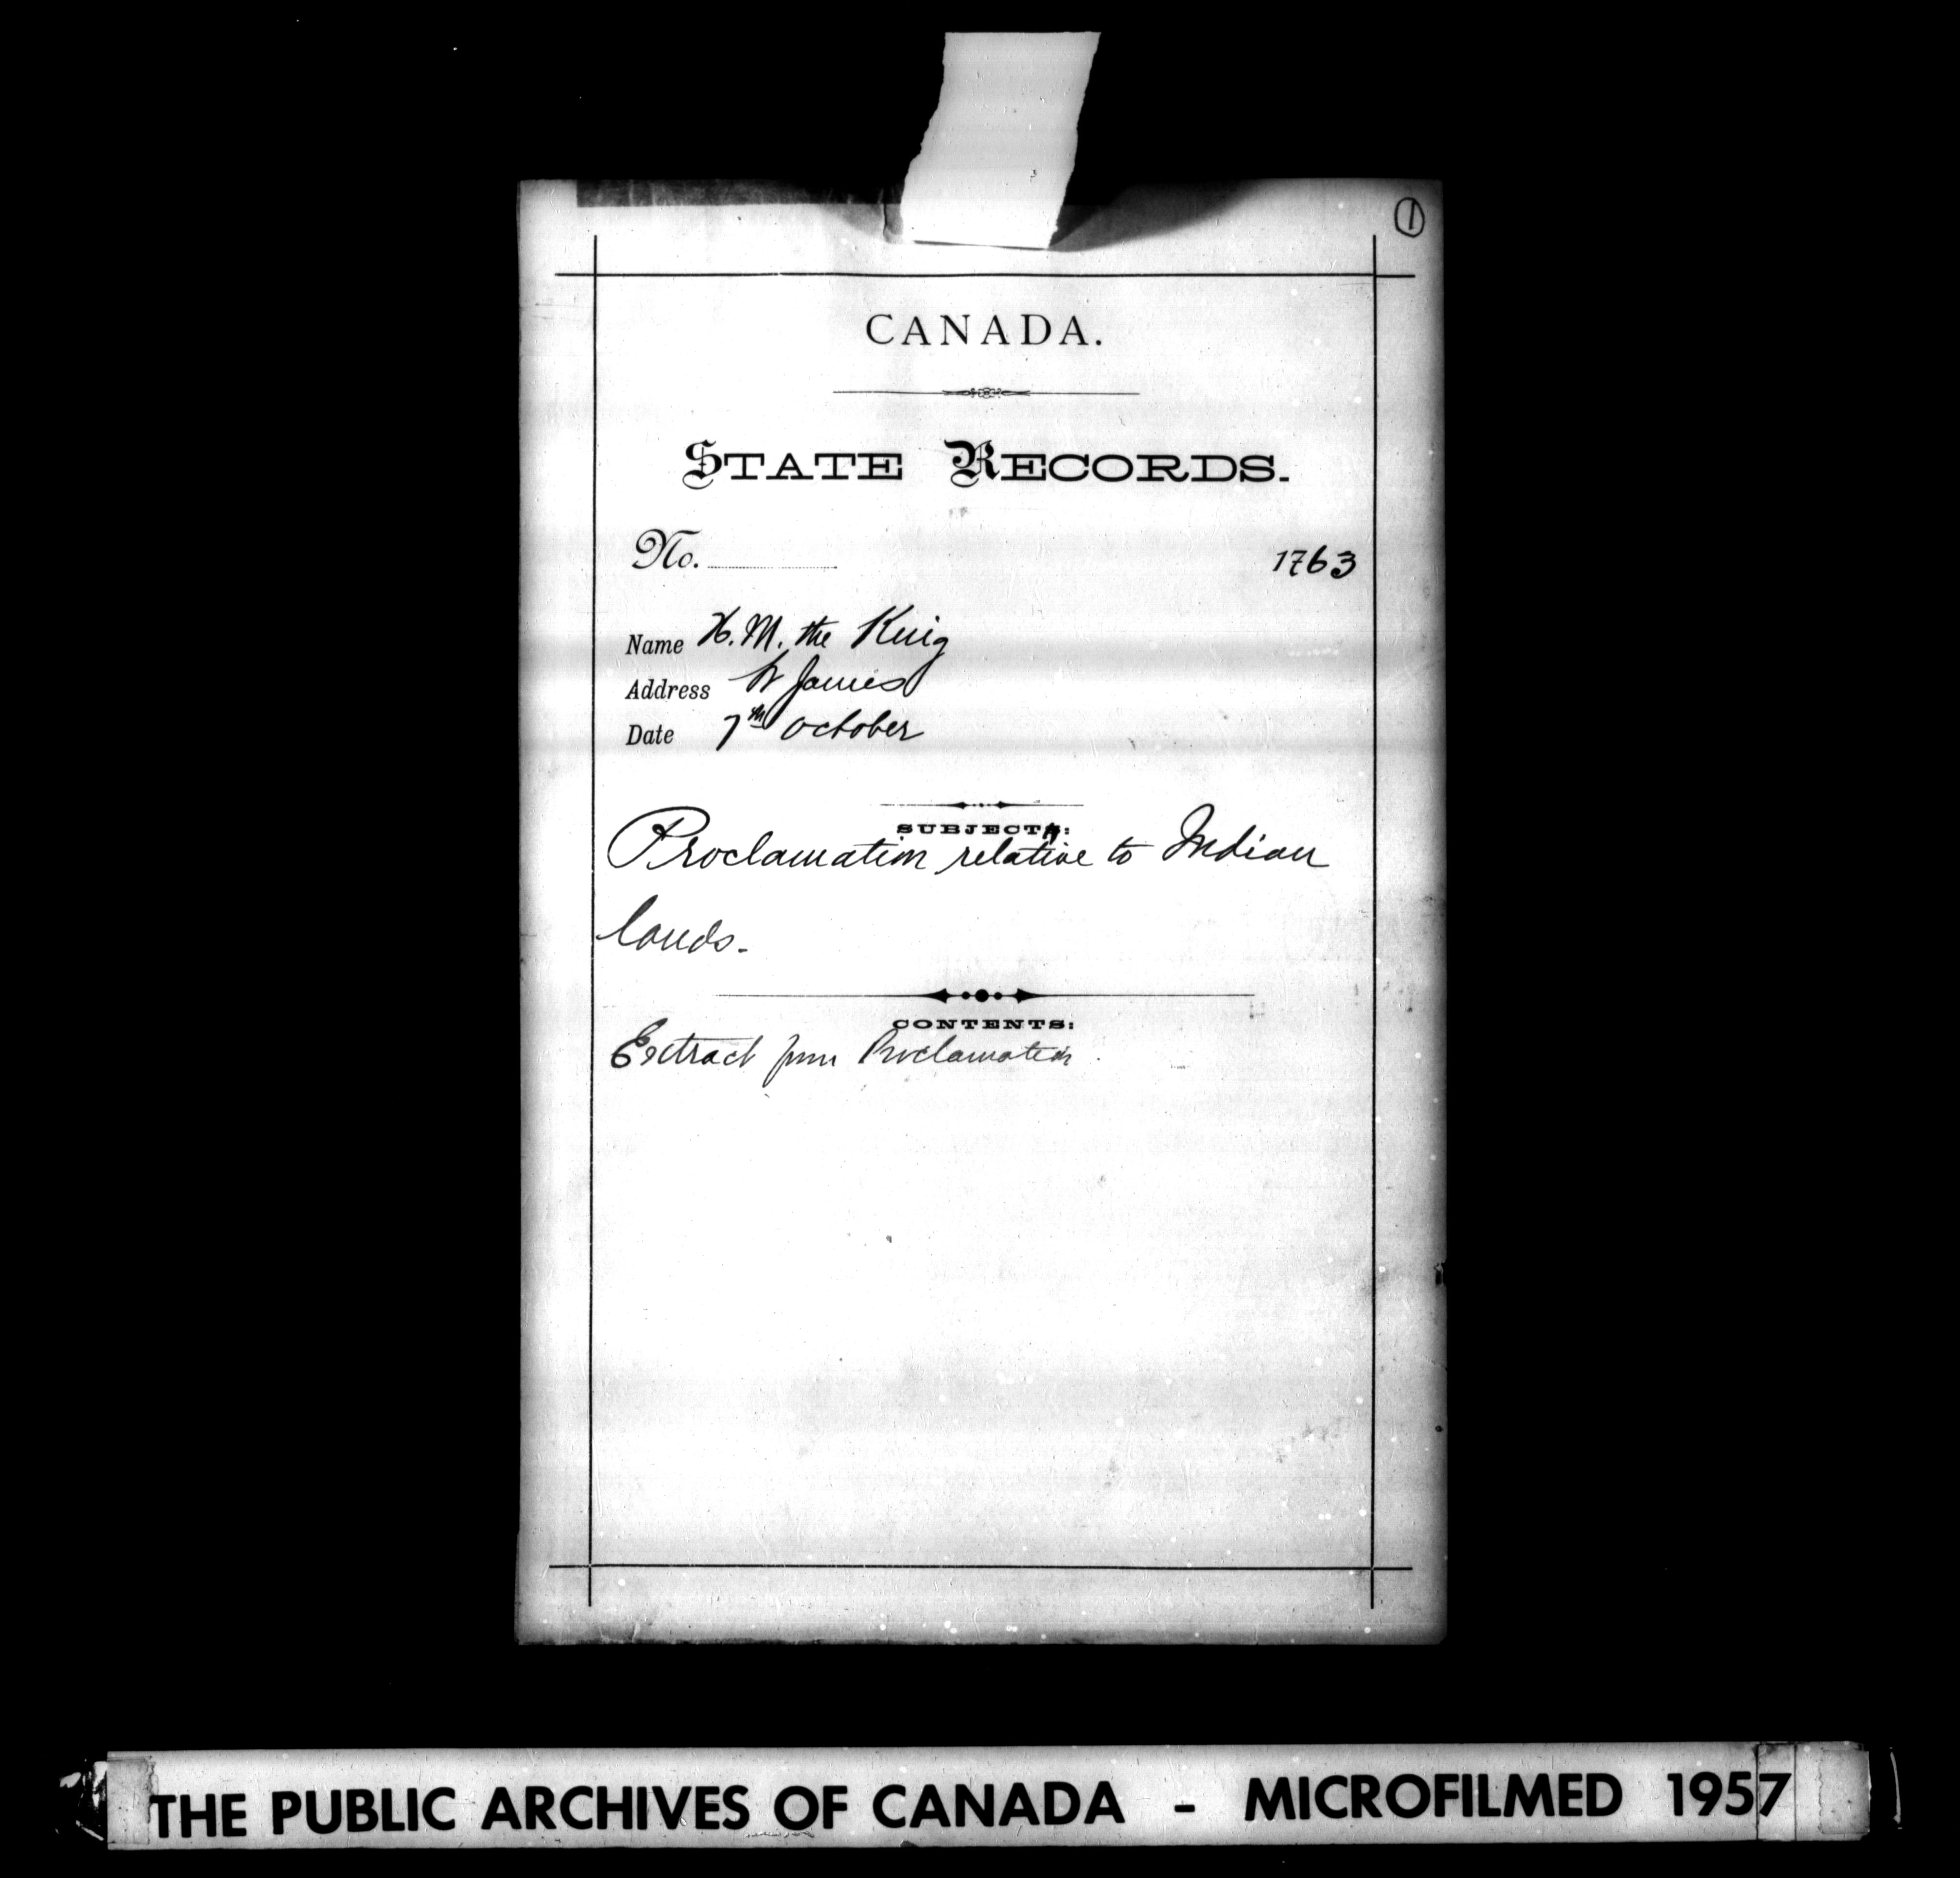 1
CANADA.
STATE RECORDS.
No. 1763
Name H. M. the King
Address St James
Date 7th October
SUBJECTS:
Proclamation relative to Indian
lands.
CONTENTS:
Extract from Proclamation
THE PUBLIC ARCHIVES OF CANADA - MICROFILMED 1957